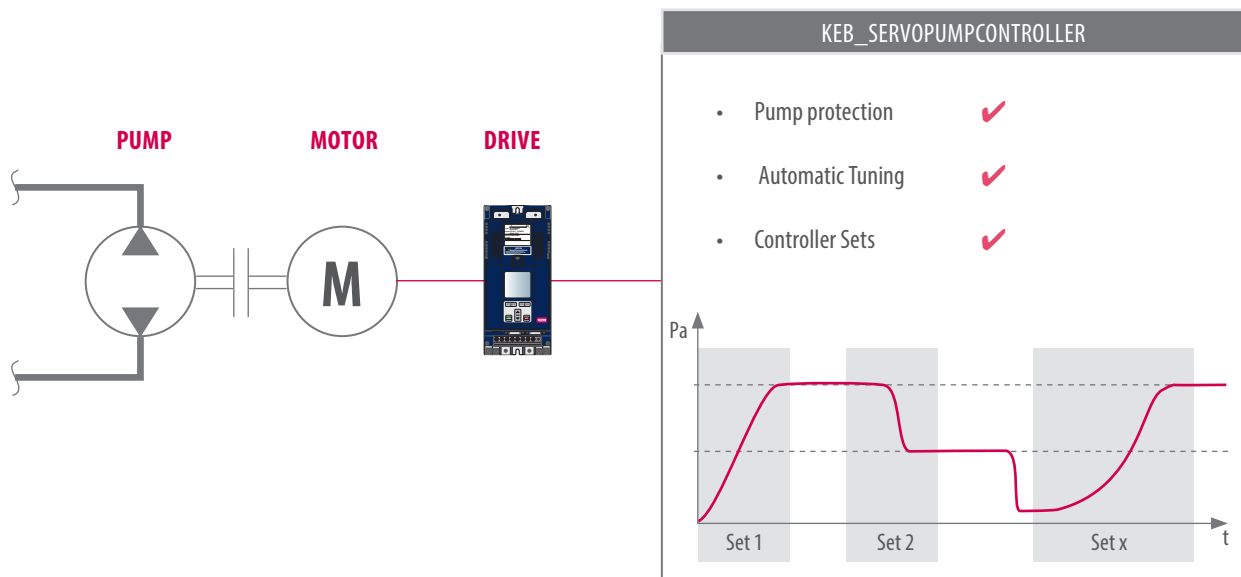 KEB_SERVOPUMPCONTROLLER
• Pump protection ✔
• Automatic Tuning ✔
• Controller Sets ✔
PUMP MOTOR DRIVE
M
Pa
Set 1 Set 2 Set x
t